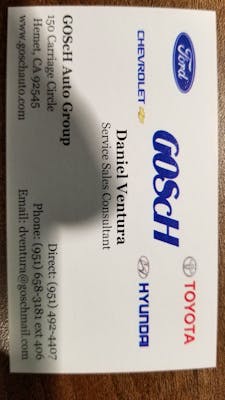 Ford
CHEVROLET
GOSCH
TOYOTA
HYUNDAI
Daniel Ventura
Service Sales Consultant
GOScH Auto Group
150 Carriage Circle
Hemet, CA 92545
www.goschauto.com
Direct: (951) 492-4407
Phone: (951) 658-3181 ext 406
Email: dventura@goschmail.com